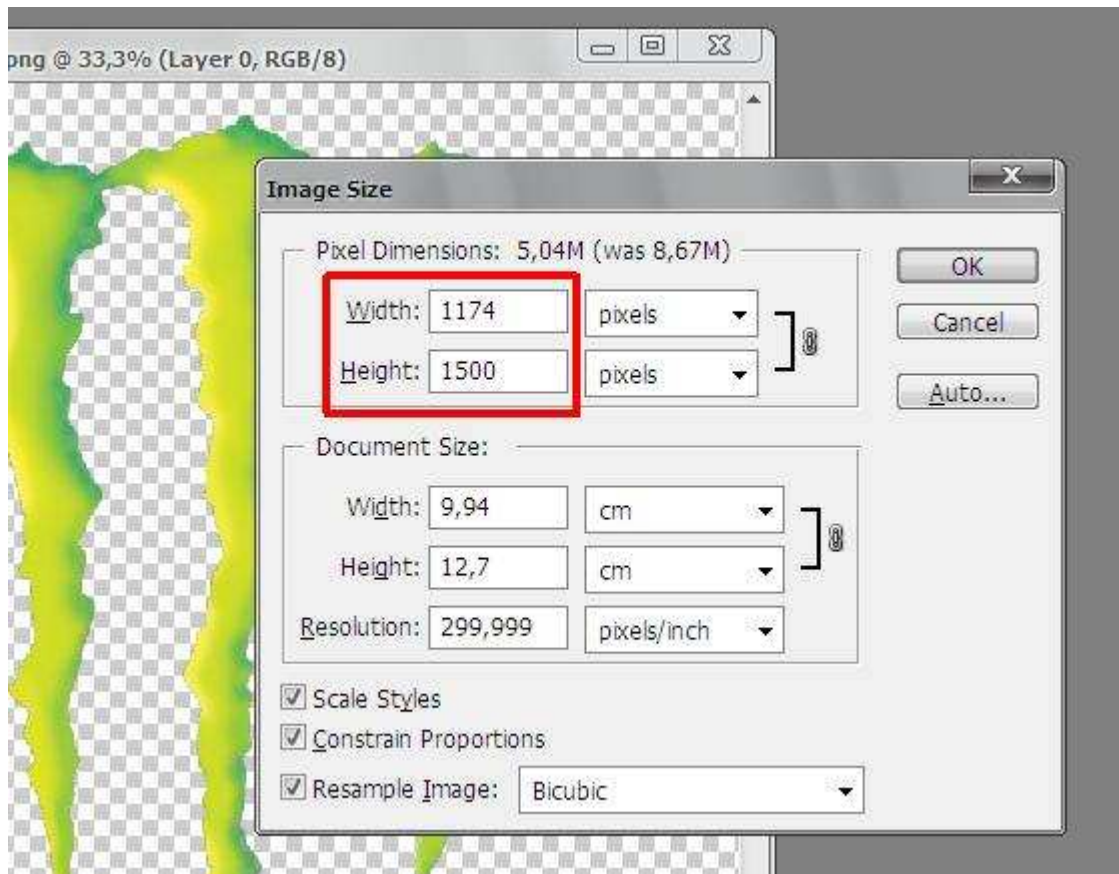 png @ 33,3% (Layer 0, RGB/8)
Image Size
Pixel Dimensions: 5,04M (was 8,67M)
Width: 1174 pixels
Height: 1500 pixels
OK
Cancel
Auto...
Document Size:
Width: 9,94 cm
Height: 12,7 cm
Resolution: 299,999 pixels/inch
Scale Styles
Constrain Proportions
Resample Image: Bicubic